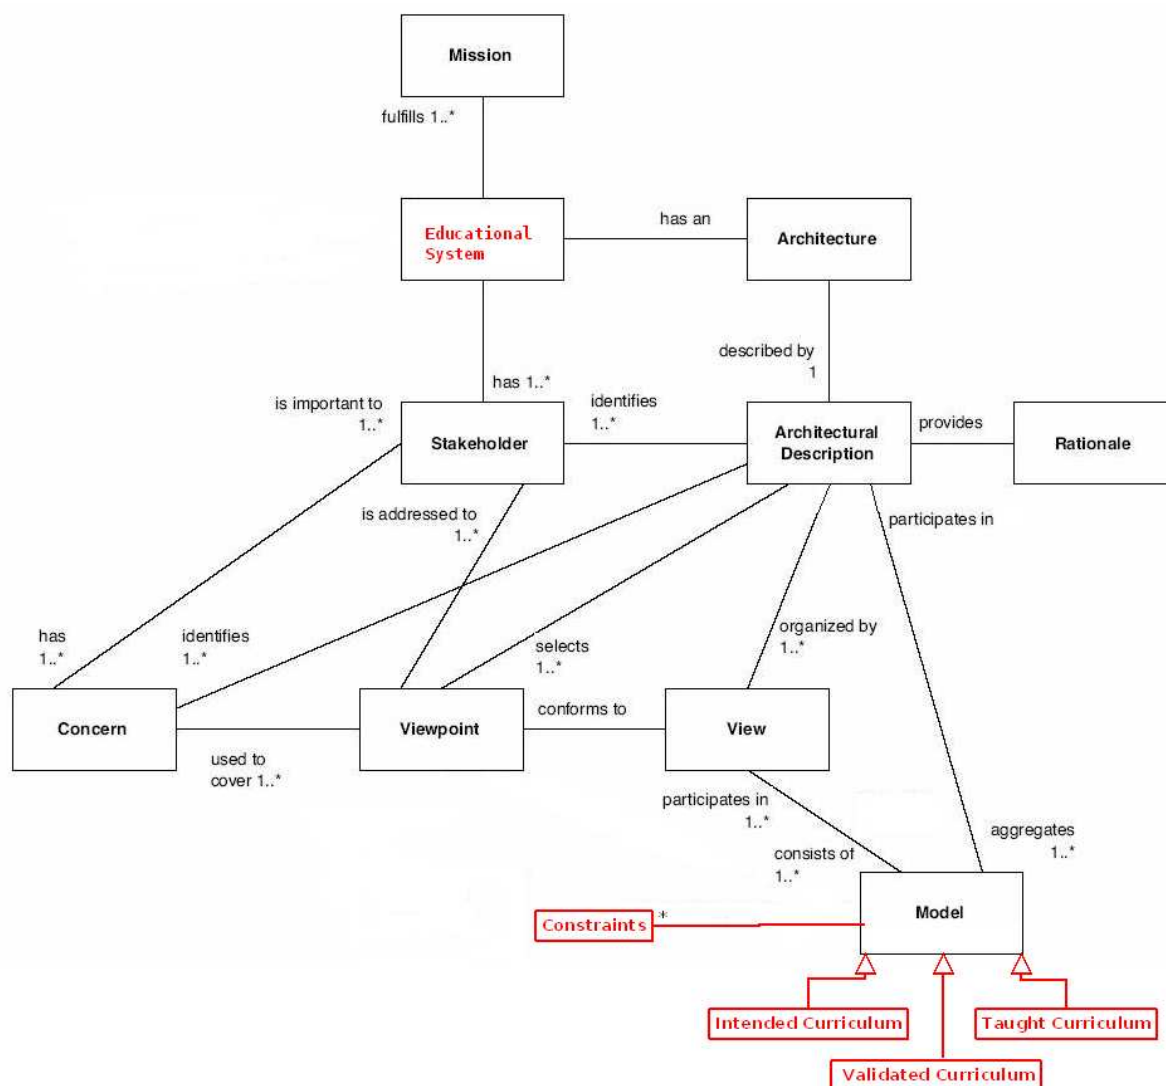 Mission
fulfills 1..*
Educational
System
has an
Architecture
described by
1
has 1..*
is important to
1..*
identifies
1..*
Stakeholder
Architectural
Description
provides
Rationale
is addressed to
1..*
participates in
has
1..*
identifies
1..*
selects
1..*
organized by
1..*
Concern
used to
cover 1..*
Viewpoint
conforms to
View
participates in
1..*
consists of
1..*
aggregates
1..*
Constraints
*
Model
Intended Curriculum
Taught Curriculum
Validated Curriculum